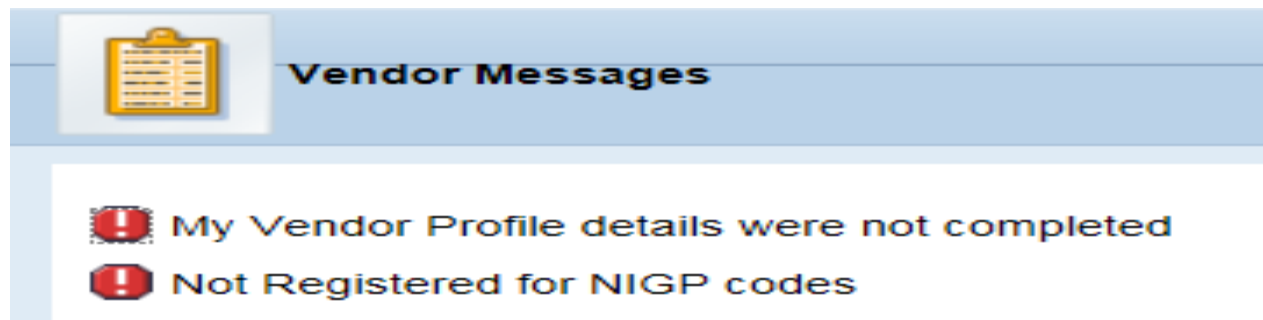 Vendor Messages
My Vendor Profile details were not completed
Not Registered for NIGP codes